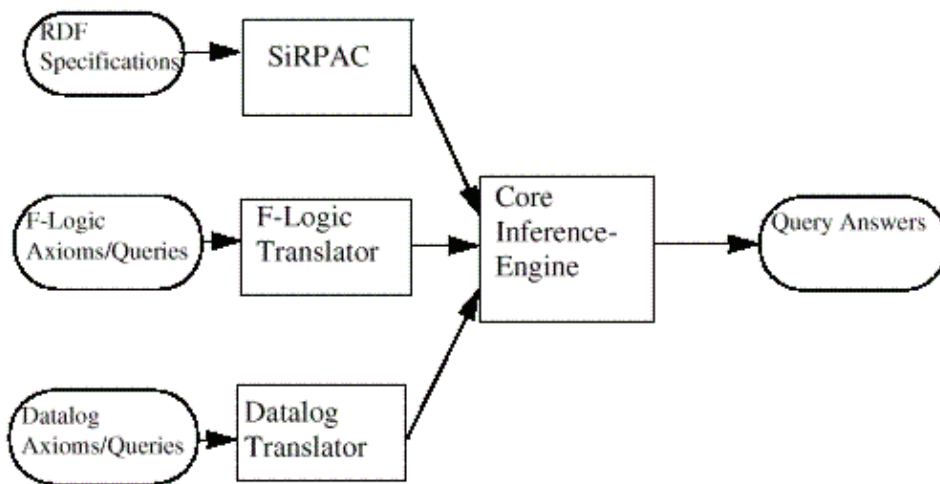 RDF
Specifications
SiRPAC
F-Logic
Axioms/Queries
F-Logic
Translator
Core
Inference-
Engine
Query Answers
Datalog
Axioms/Queries
Datalog
Translator